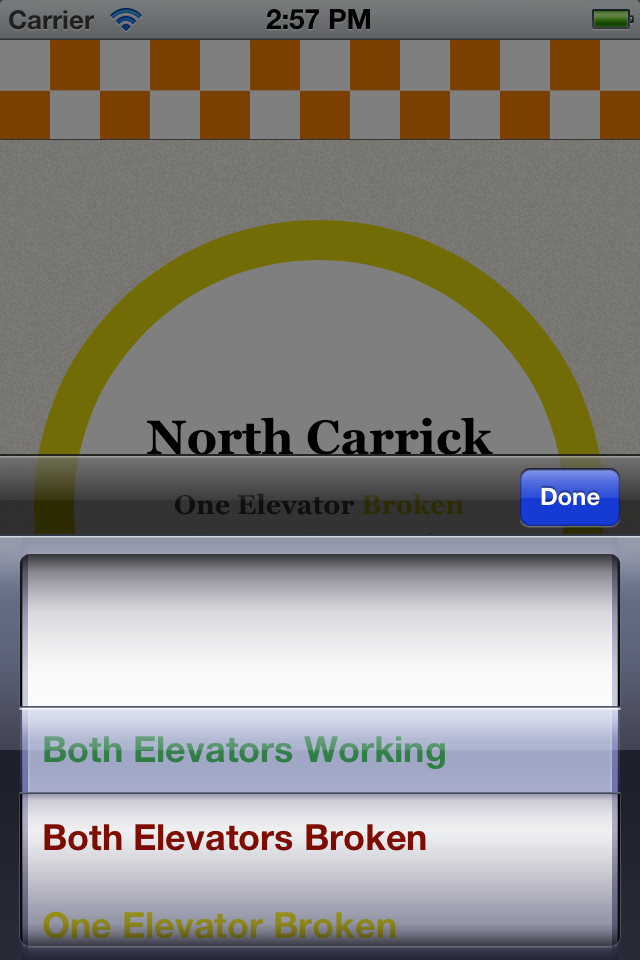 Carrier 2:57 PM
North Carrick
One Elevator Broken
Done
Both Elevators Working
Both Elevators Broken
One Elevator Broken